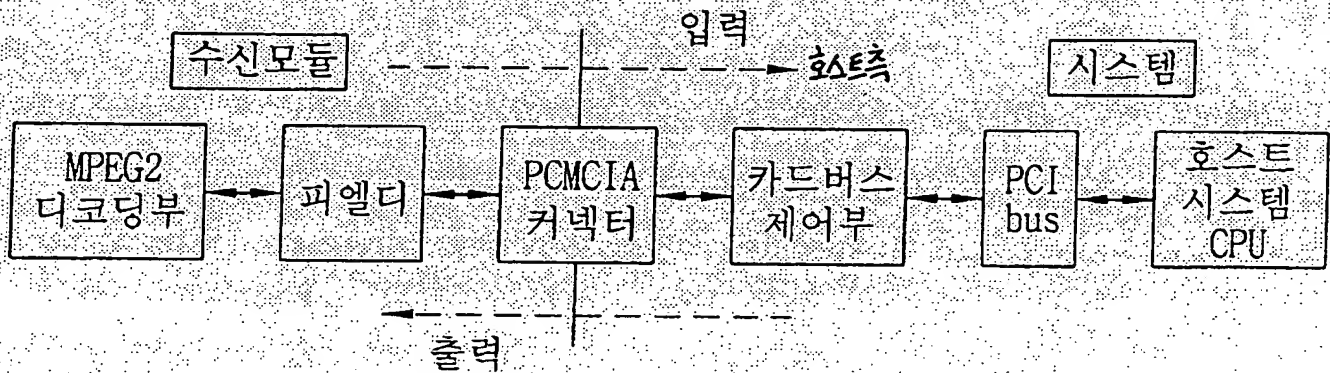 입력
수신모듈
호스트측
시스템
MPEG2
디코딩부
피엘디
PCMCIA
커넥터
카드버스
제어부
PCI
bus
호스트
시스템
CPU
출력